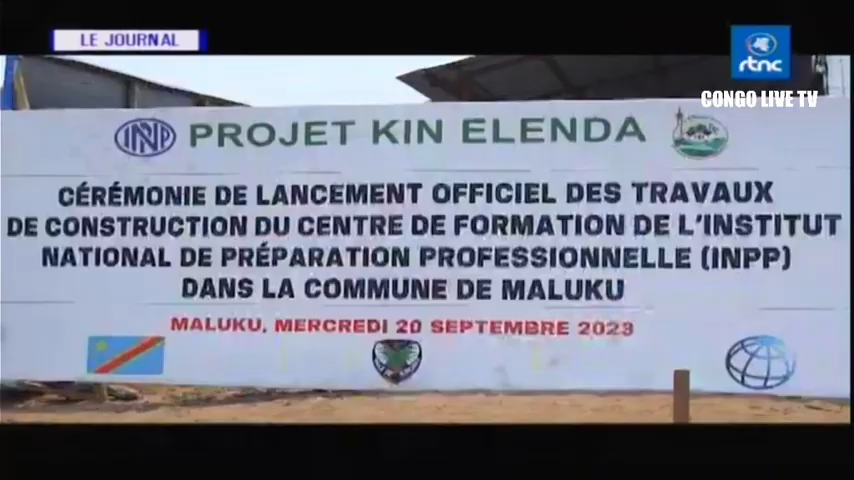 LE JOURNAL
rtnc
CONGO LIVE TV
INPP
PROJET KIN ELENDA
CÉRÉMONIE DE LANCEMENT OFFICIEL DES TRAVAUX
DE CONSTRUCTION DU CENTRE DE FORMATION DE L'INSTITUT
NATIONAL DE PRÉPARATION PROFESSIONNELLE (INPP)
DANS LA COMMUNE DE MALUKU
MALUKU, MERCREDI 20 SEPTEMBRE 2023